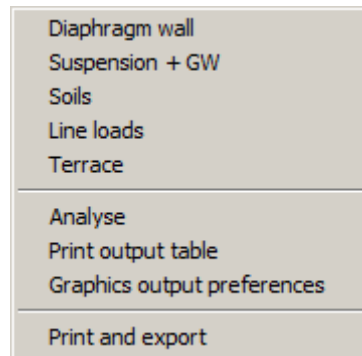 Diaphragm wall
Suspension + GW
Soils
Line loads
Terrace
Analyse
Print output table
Graphics output preferences
Print and export